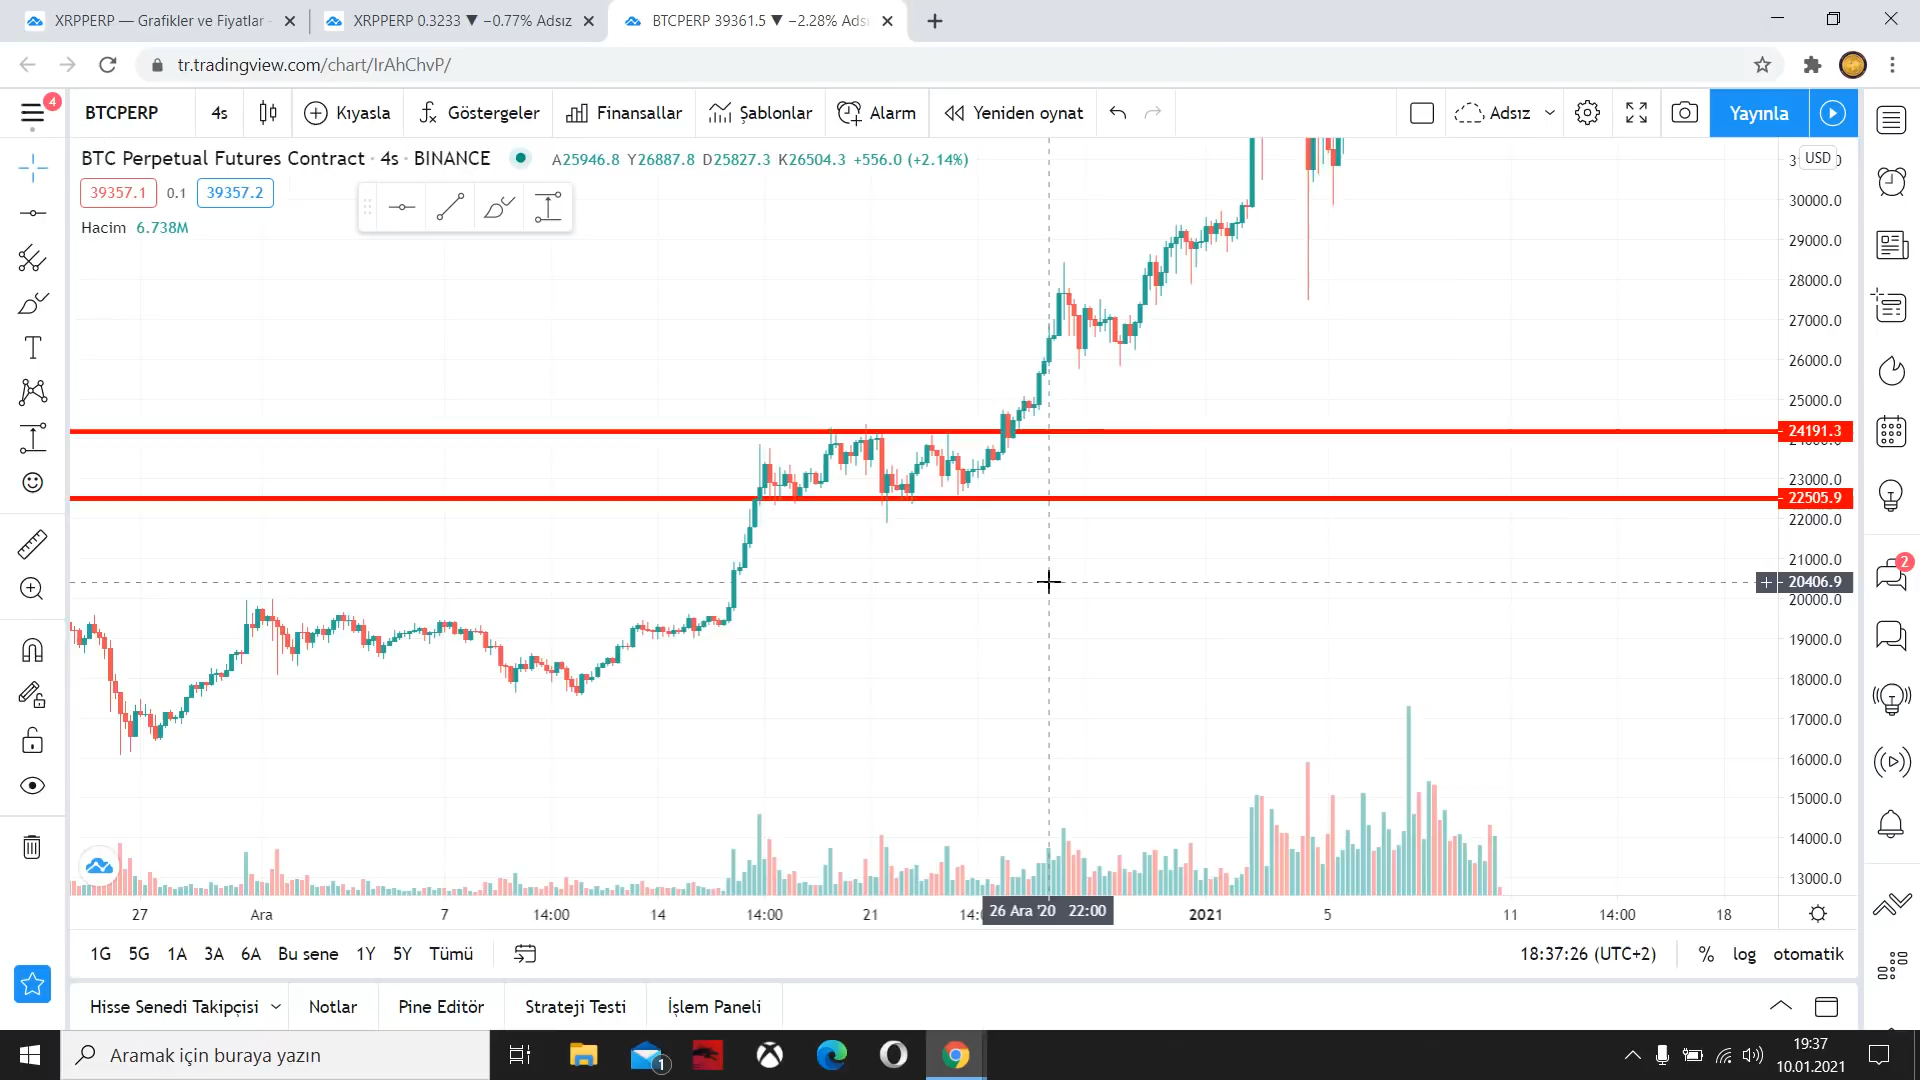 XRPPERP — Grafikler ve Fiyatlar
XRPPERP 0.3233 ▼ −0.77% Adsız
BTCPERP 39361.5 ▼ −2.28% Ads
tr.tradingview.com/chart/IrAhChvP/
4
BTCPERP
4s
Kıyasla
Göstergeler
Finansallar
Şablonlar
Alarm
Yeniden oynat
Adsız
Yayınla
BTC Perpetual Futures Contract · 4s · BINANCE
A25946.8 Y26887.8 D25827.3 K26504.3 +556.0 (+2.14%)
USD
39357.1 0.1 39357.2
Hacim 6.738M
30000.0
29000.0
28000.0
27000.0
26000.0
25000.0
24191.3
23000.0
22505.9
22000.0
21000.0
20406.9
20000.0
19000.0
18000.0
17000.0
16000.0
15000.0
14000.0
13000.0
2
27 Ara 7 14:00 14 14:00 21 26 Ara '20 22:00 2021 5 11 14:00 18
1G 5G 1A 3A 6A Bu sene 1Y 5Y Tümü
18:37:26 (UTC+2) % log otomatik
Hisse Senedi Takipçisi Notlar Pine Editör Strateji Testi İşlem Paneli
Aramak için buraya yazın
1
19:37
10.01.2021